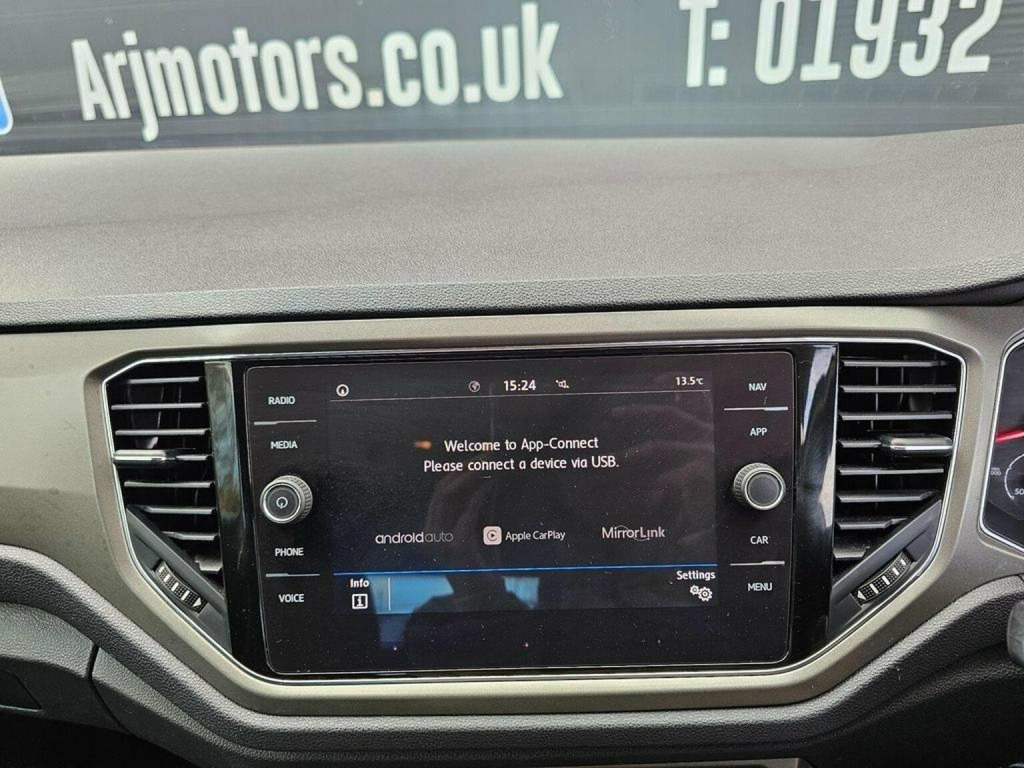 Arjmotors.co.uk
T: 01932
RADIO
MEDIA
PHONE
VOICE
15:24
13.5°C
Welcome to App-Connect
Please connect a device via USB.
androidauto
Apple CarPlay
MirrorLink
Info
i
Settings
NAV
APP
CAR
MENU